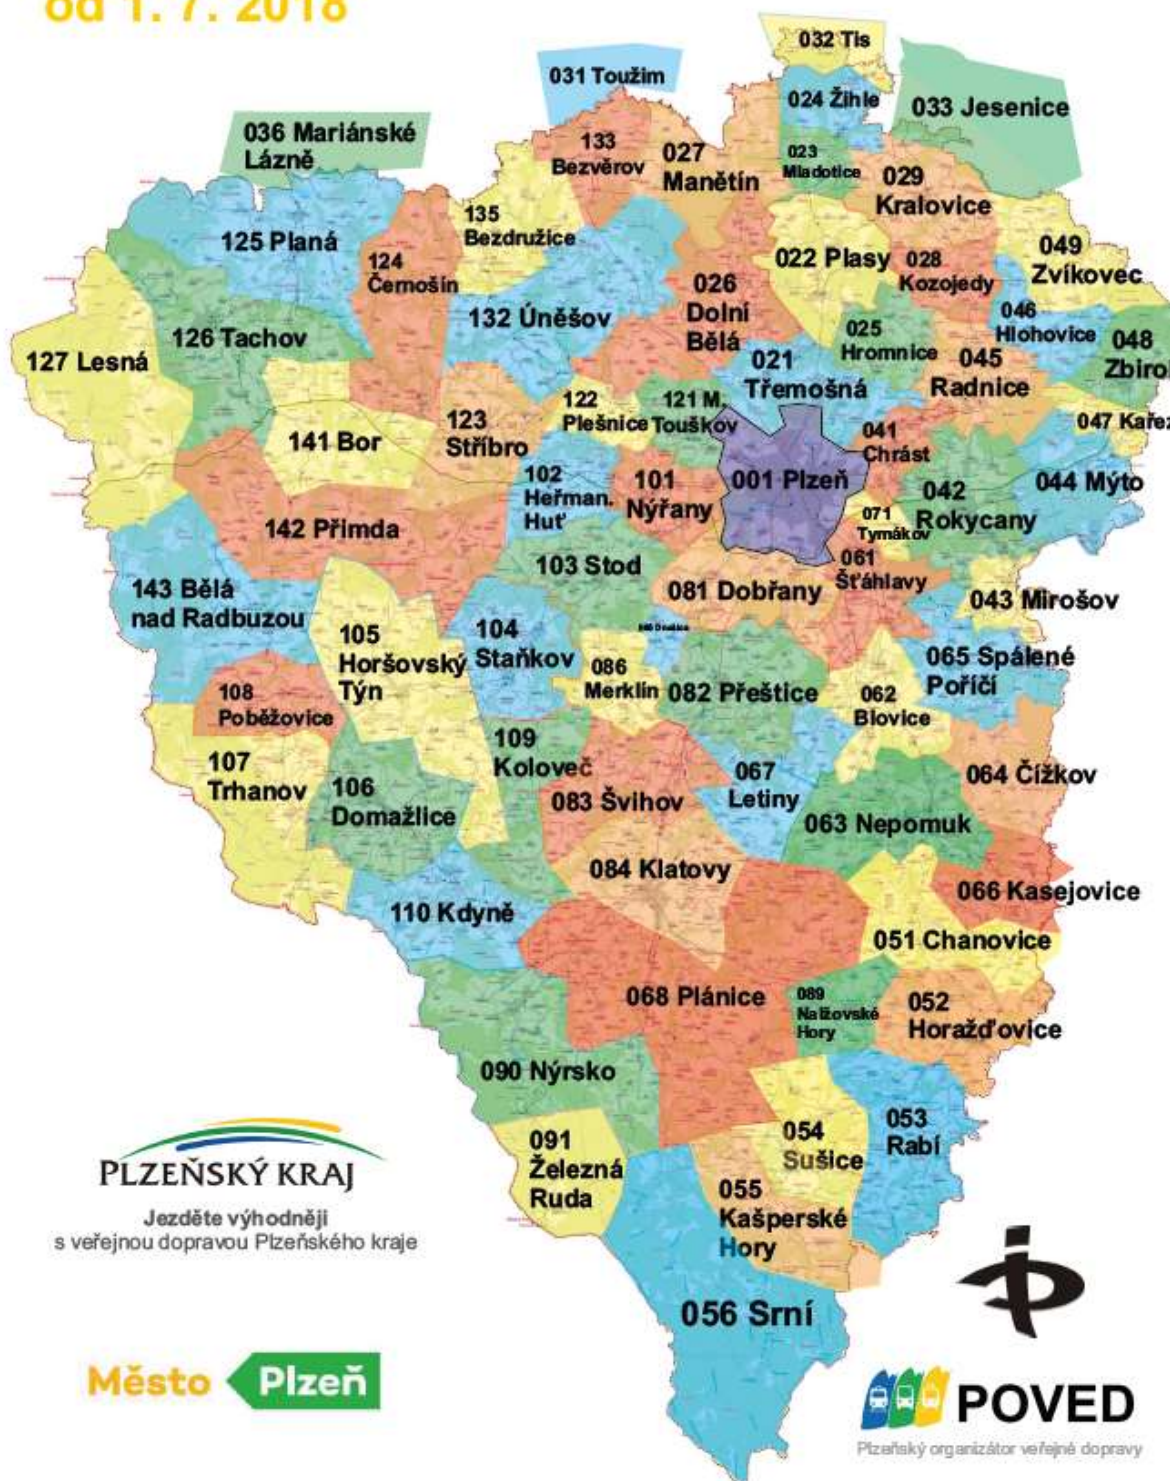 od 1. 7. 2018
032 Tis
031 Toužim
024 Žihle
033 Jesenice
036 Mariánské
Lázně
133
Bezvěrov
027
Manětín
023
Mladotice
029
Kralovice
135
Bezdružice
125 Planá
124
Černošín
022 Plasy
028
Kozojedy
049
Zvíkovec
026
Dolní
Bělá
132 Úněšov
046
Hlohovice
126 Tachov
025
Hromnice
048
Zbiroh
127 Lesná
021
Třemošná
045
Radnice
122
Plešnice
121 M.
Touškov
123
Stříbro
047 Kařez
141 Bor
041
Chrást
102
Heřman.
Huť
101
Nýřany
001 Plzeň
042
Rokycany
044 Mýto
142 Přimda
071
Tymákov
103 Stod
061
Šťáhlavy
081 Dobřany
143 Bělá
nad Radbuzou
043 Mirošov
105
Horšovský
Týn
104
Staňkov
086
Merklín
082 Přeštice
065 Spálené
Poříčí
062
Blovice
108
Poběžovice
109
Koloveč
107
Trhanov
106
Domažlice
067
Letiny
064 Čížkov
083 Švihov
063 Nepomuk
084 Klatovy
066 Kasejovice
110 Kdyně
051 Chanovice
068 Plánice
089
Nalžovské
Hory
052
Horažďovice
090 Nýrsko
053
Rabí
054
Sušice
091
Železná
Ruda
055
Kašperské
Hory
056 Srní
PLZEŇSKÝ KRAJ
Jezděte výhodněji
s veřejnou dopravou Plzeňského kraje
Město Plzeň
POVED
Plzeňský organizátor veřejné dopravy